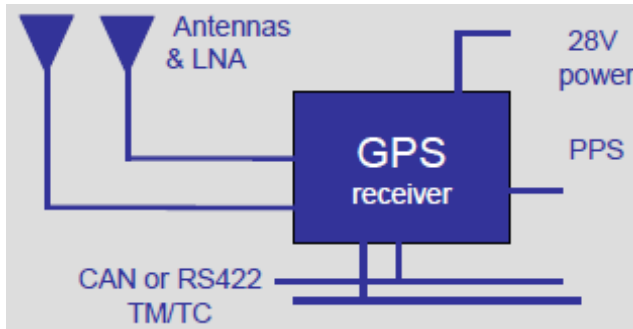 Antennas
& LNA
28V
power
GPS
receiver
PPS
CAN or RS422
TM/TC